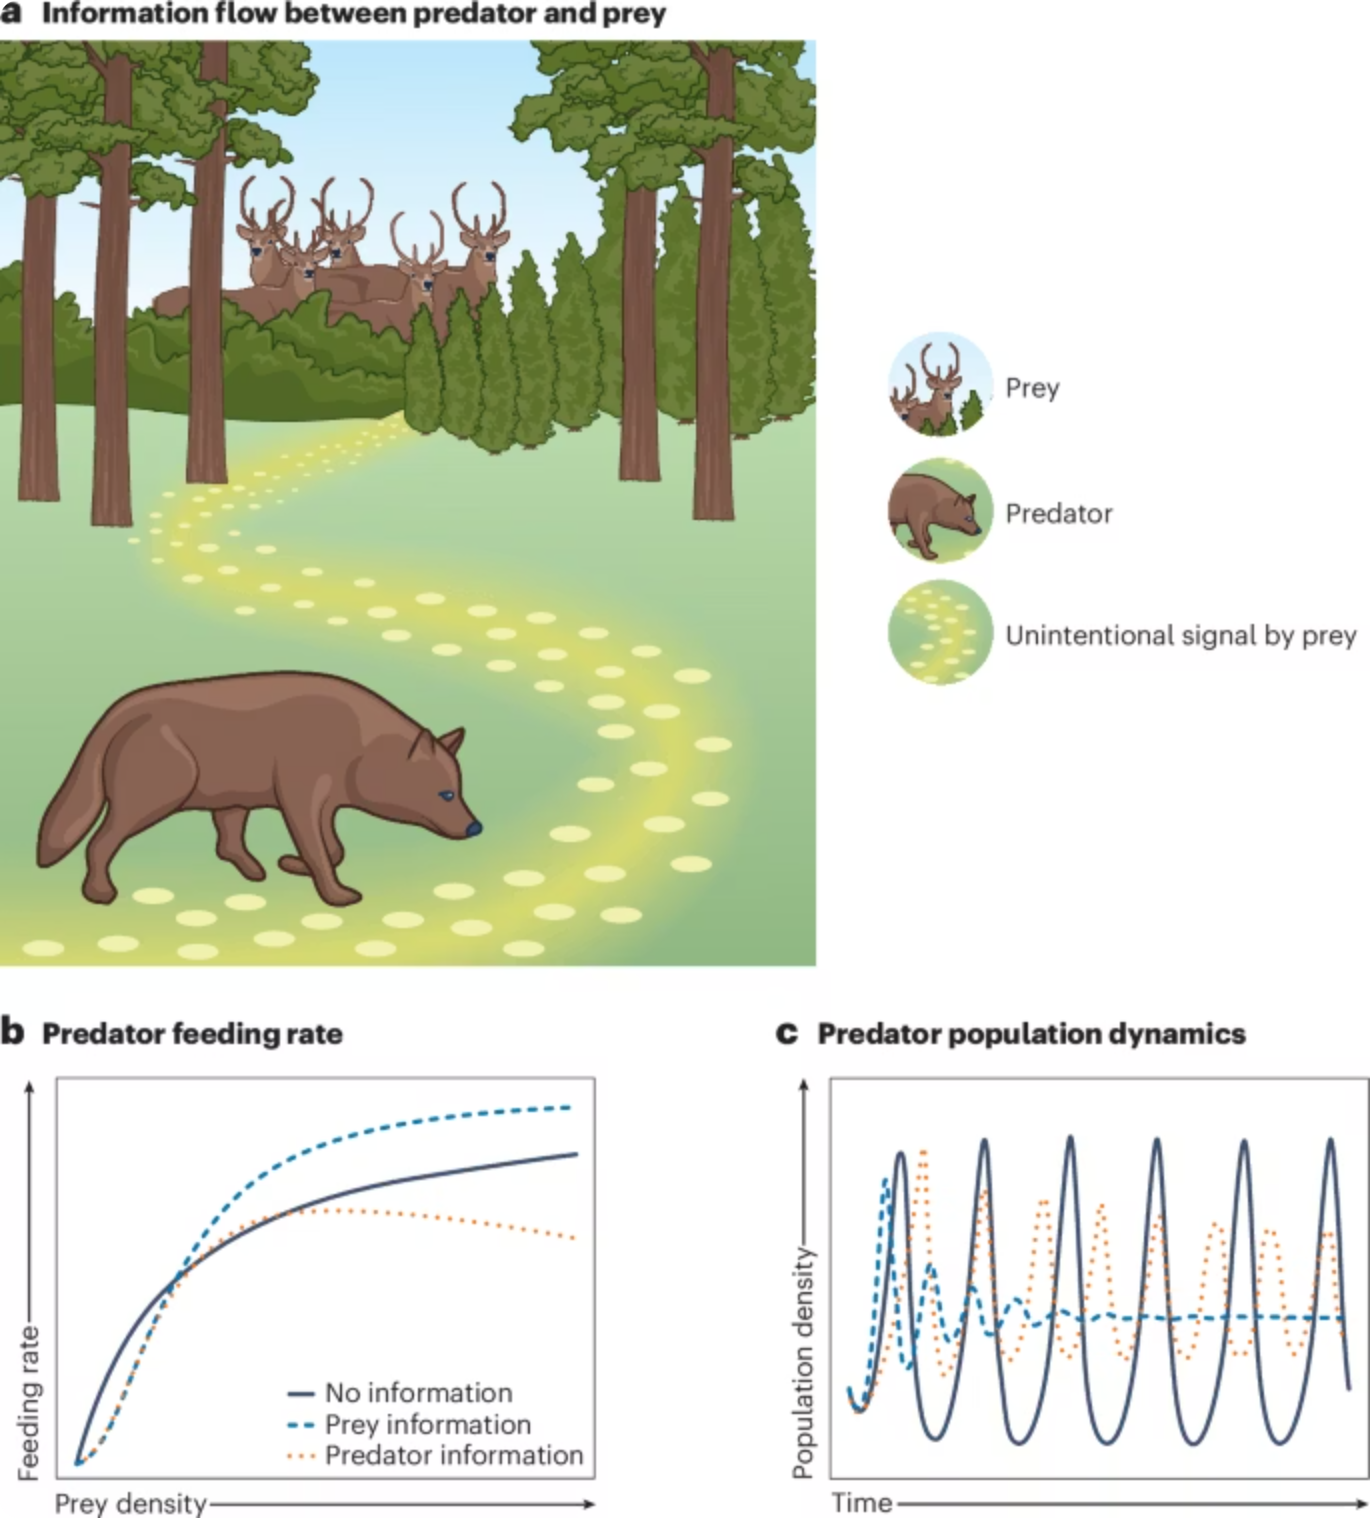 a Information flow between predator and prey
Prey
Predator
Unintentional signal by prey
b Predator feeding rate
Feeding rate
No information
Prey information
Predator information
Prey density
c Predator population dynamics
Population density
Time